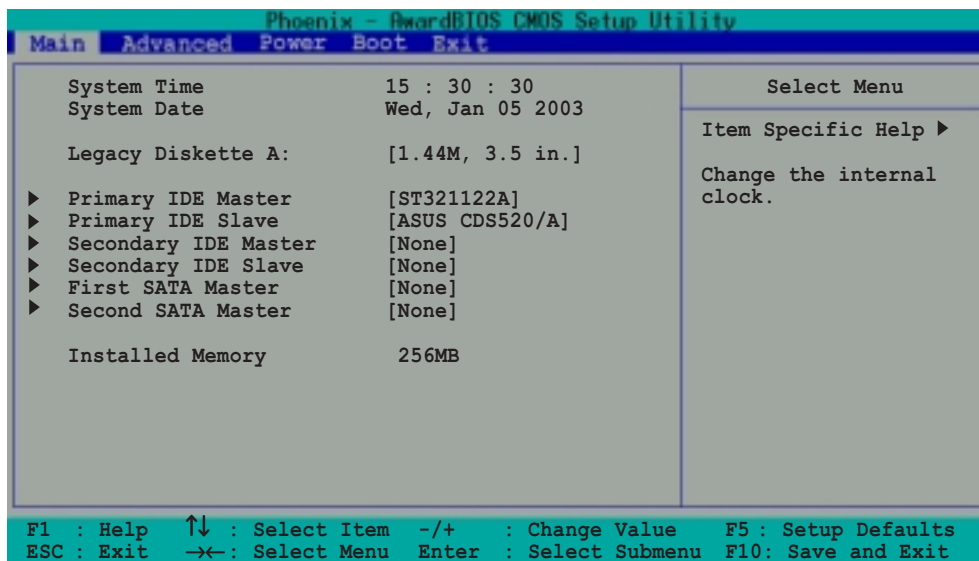 Phoenix - AwardBIOS CMOS Setup Utility
Main Advanced Power Boot Exit
System Time 15 : 30 : 30
System Date Wed, Jan 05 2003
Legacy Diskette A: [1.44M, 3.5 in.]
Primary IDE Master [ST321122A]
Primary IDE Slave [ASUS CDS520/A]
Secondary IDE Master [None]
Secondary IDE Slave [None]
First SATA Master [None]
Second SATA Master [None]
Installed Memory 256MB
Select Menu
Item Specific Help
Change the internal
clock.
F1 : Help ↑↓ : Select Item -/+ : Change Value F5 : Setup Defaults
ESC : Exit →← : Select Menu Enter : Select Submenu F10: Save and Exit